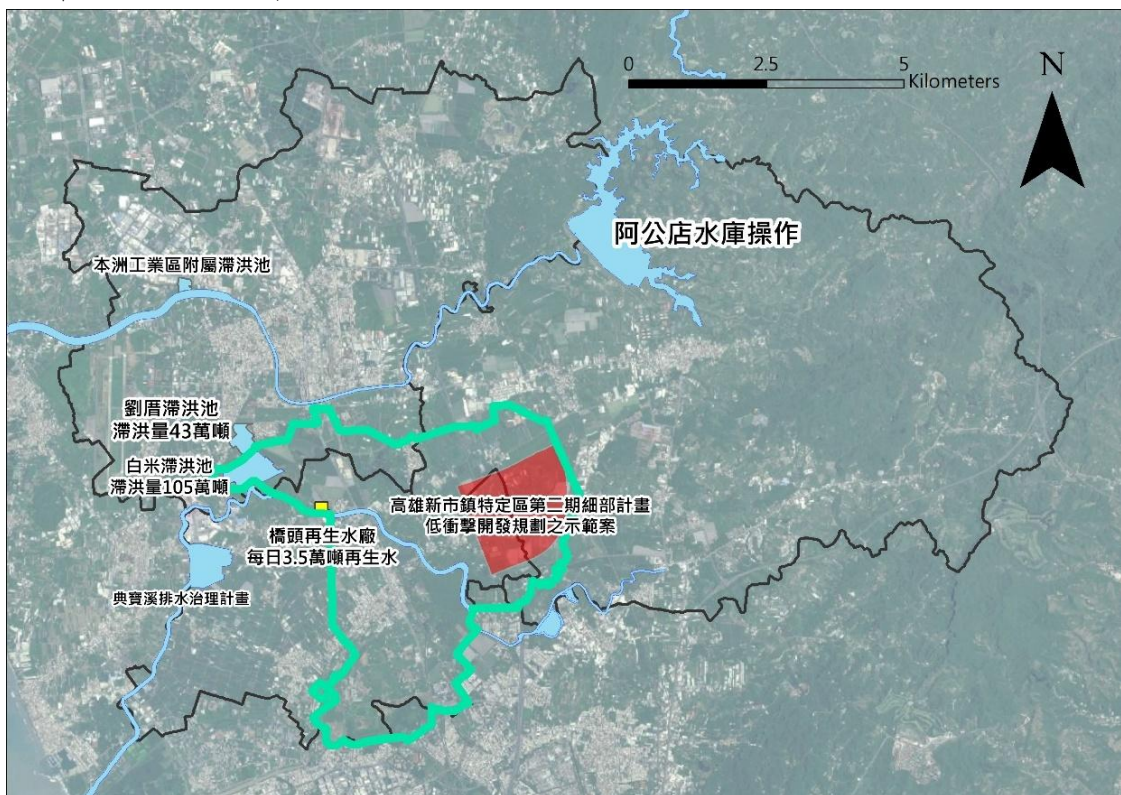 0 2.5 5
Kilometers
N
阿公店水庫操作
本洲工業區附屬滯洪池
劉厝滯洪池
滯洪量43萬噸
白米滯洪池
滯洪量105萬噸
高雄新市鎮特定區第二期細部計畫
低衝擊開發規劃之示範案
橋頭再生水廠
每日3.5萬噸再生水
典寶溪排水治理計畫